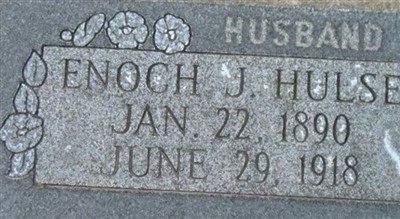 HUSBAND
ENOCH J. HULSE
JAN. 22, 1890
JUNE 29, 1918